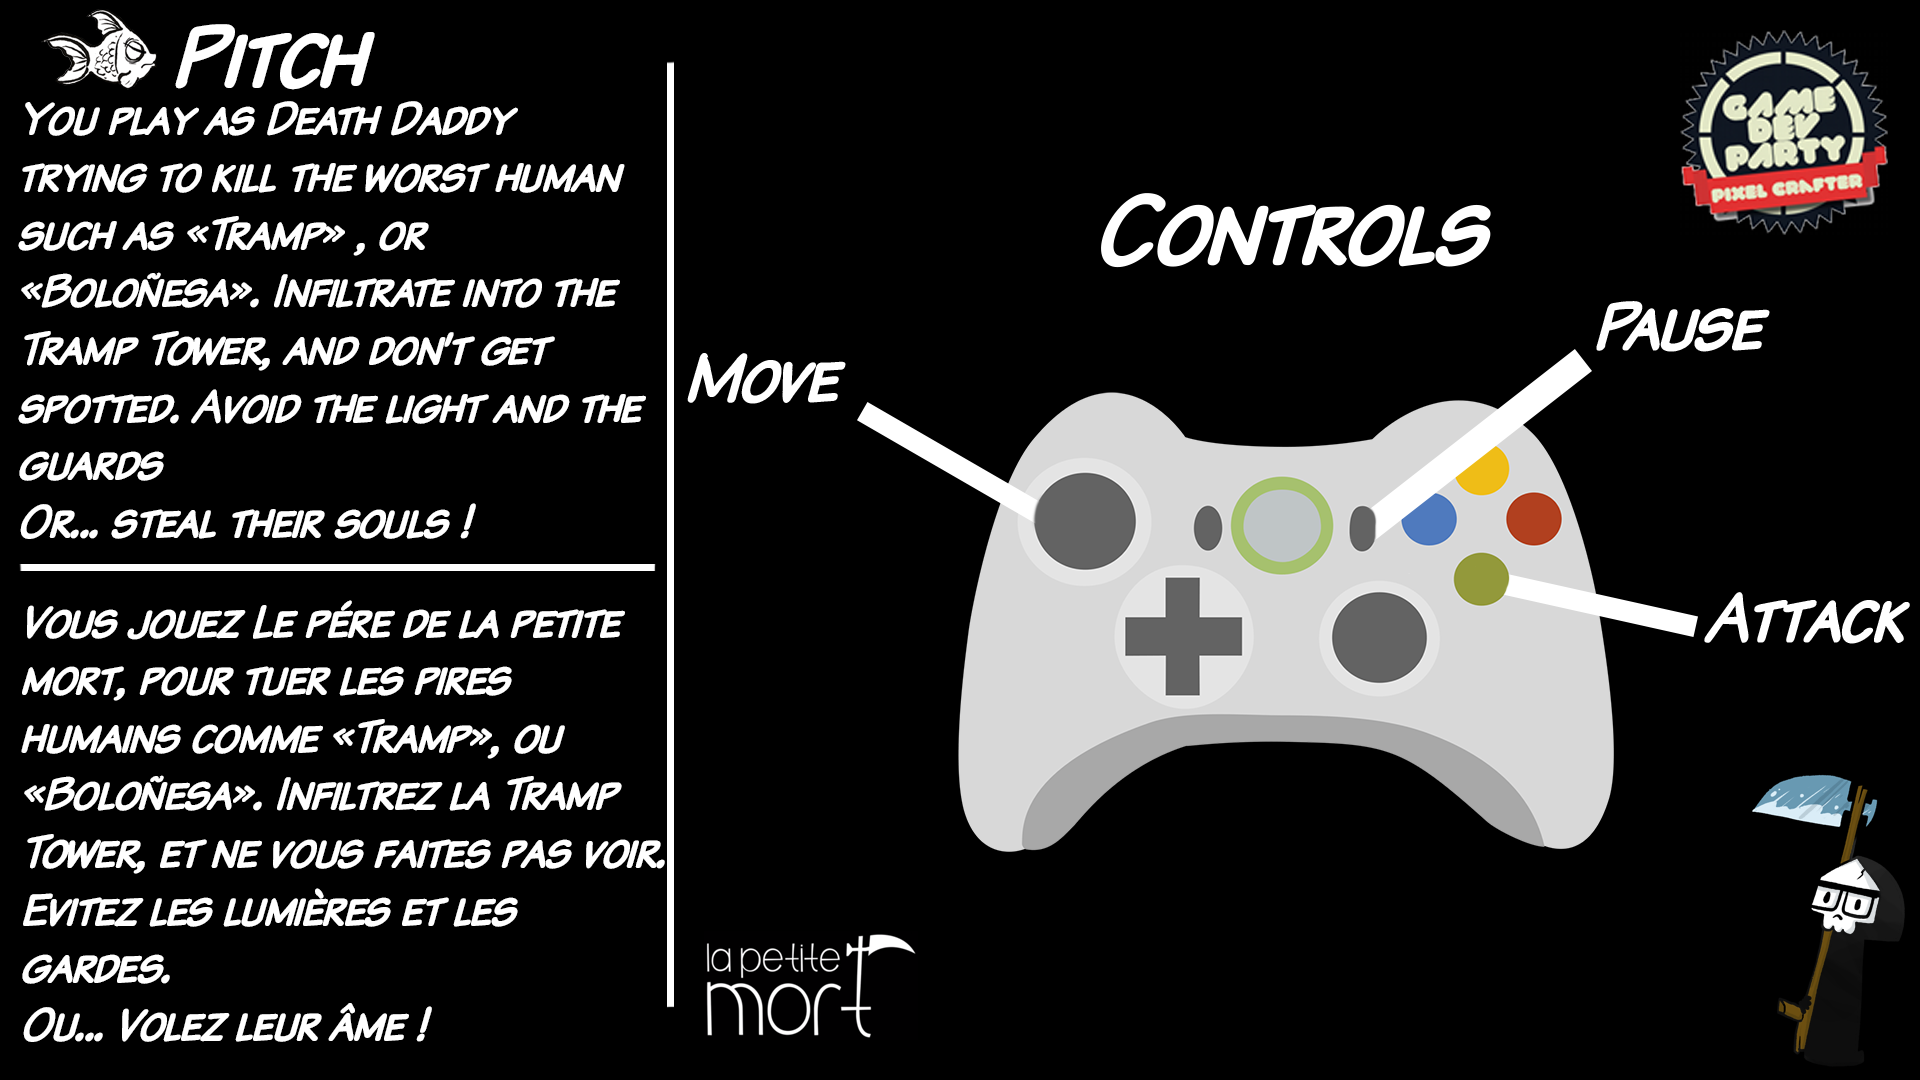 Pitch
You play as Death Daddy
trying to kill the worst human
such as «Tramp» , or
«Boloñesa». Infiltrate into the
Tramp Tower, and don't get
spotted. Avoid the light and the
guards
Or... steal their souls !
Vous jouez Le pére de la petite
mort, pour tuer les pires
humains comme «Tramp», ou
«Boloñesa». Infiltrez la Tramp
Tower, et ne vous faites pas voir.
Evitez les lumières et les
gardes.
Ou... Volez leur âme !
Controls
Move
Pause
Attack
GAME
DEV
PARTY
PIXEL CRAFTER
la petite
mort